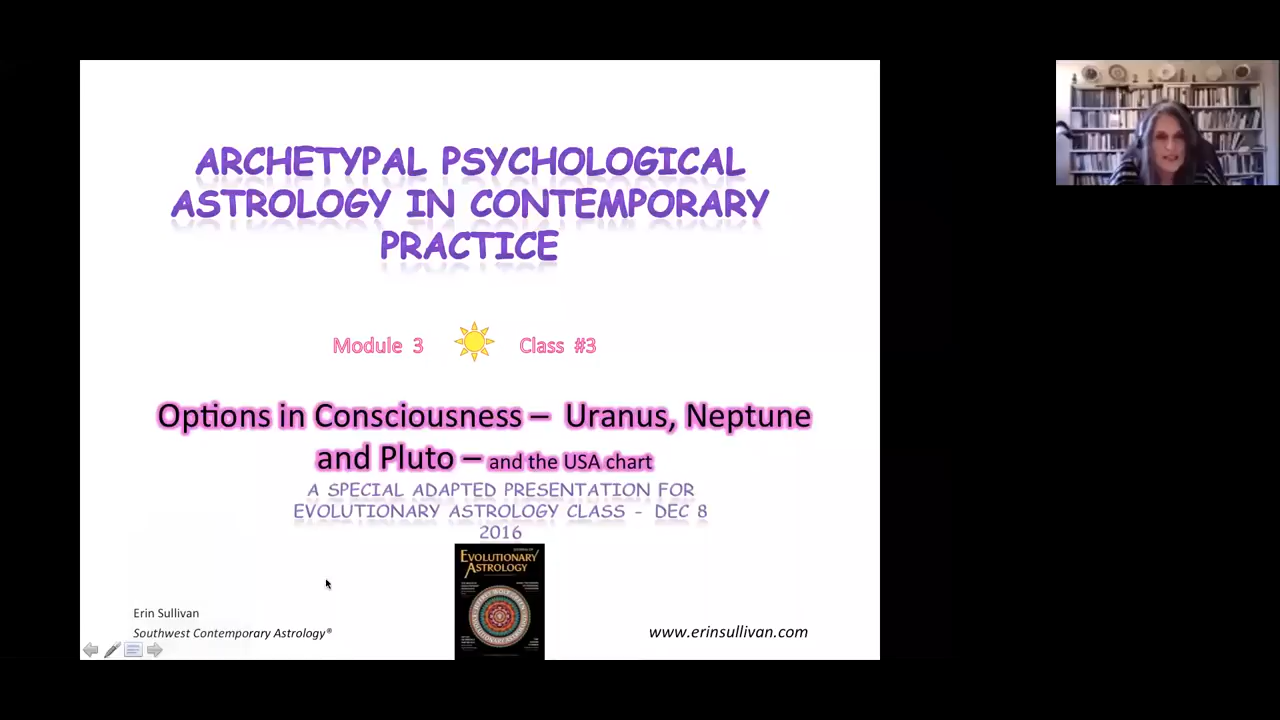 ARCHETYPAL PSYCHOLOGICAL
ASTROLOGY IN CONTEMPORARY
PRACTICE
Module 3 Class #3
Options in Consciousness – Uranus, Neptune
and Pluto – and the USA chart
A SPECIAL ADAPTED PRESENTATION FOR
EVOLUTIONARY ASTROLOGY CLASS - DEC 8
2016
EVOLUTIONARY
ASTROLOGY
Erin Sullivan
Southwest Contemporary Astrology®
www.erinsullivan.com